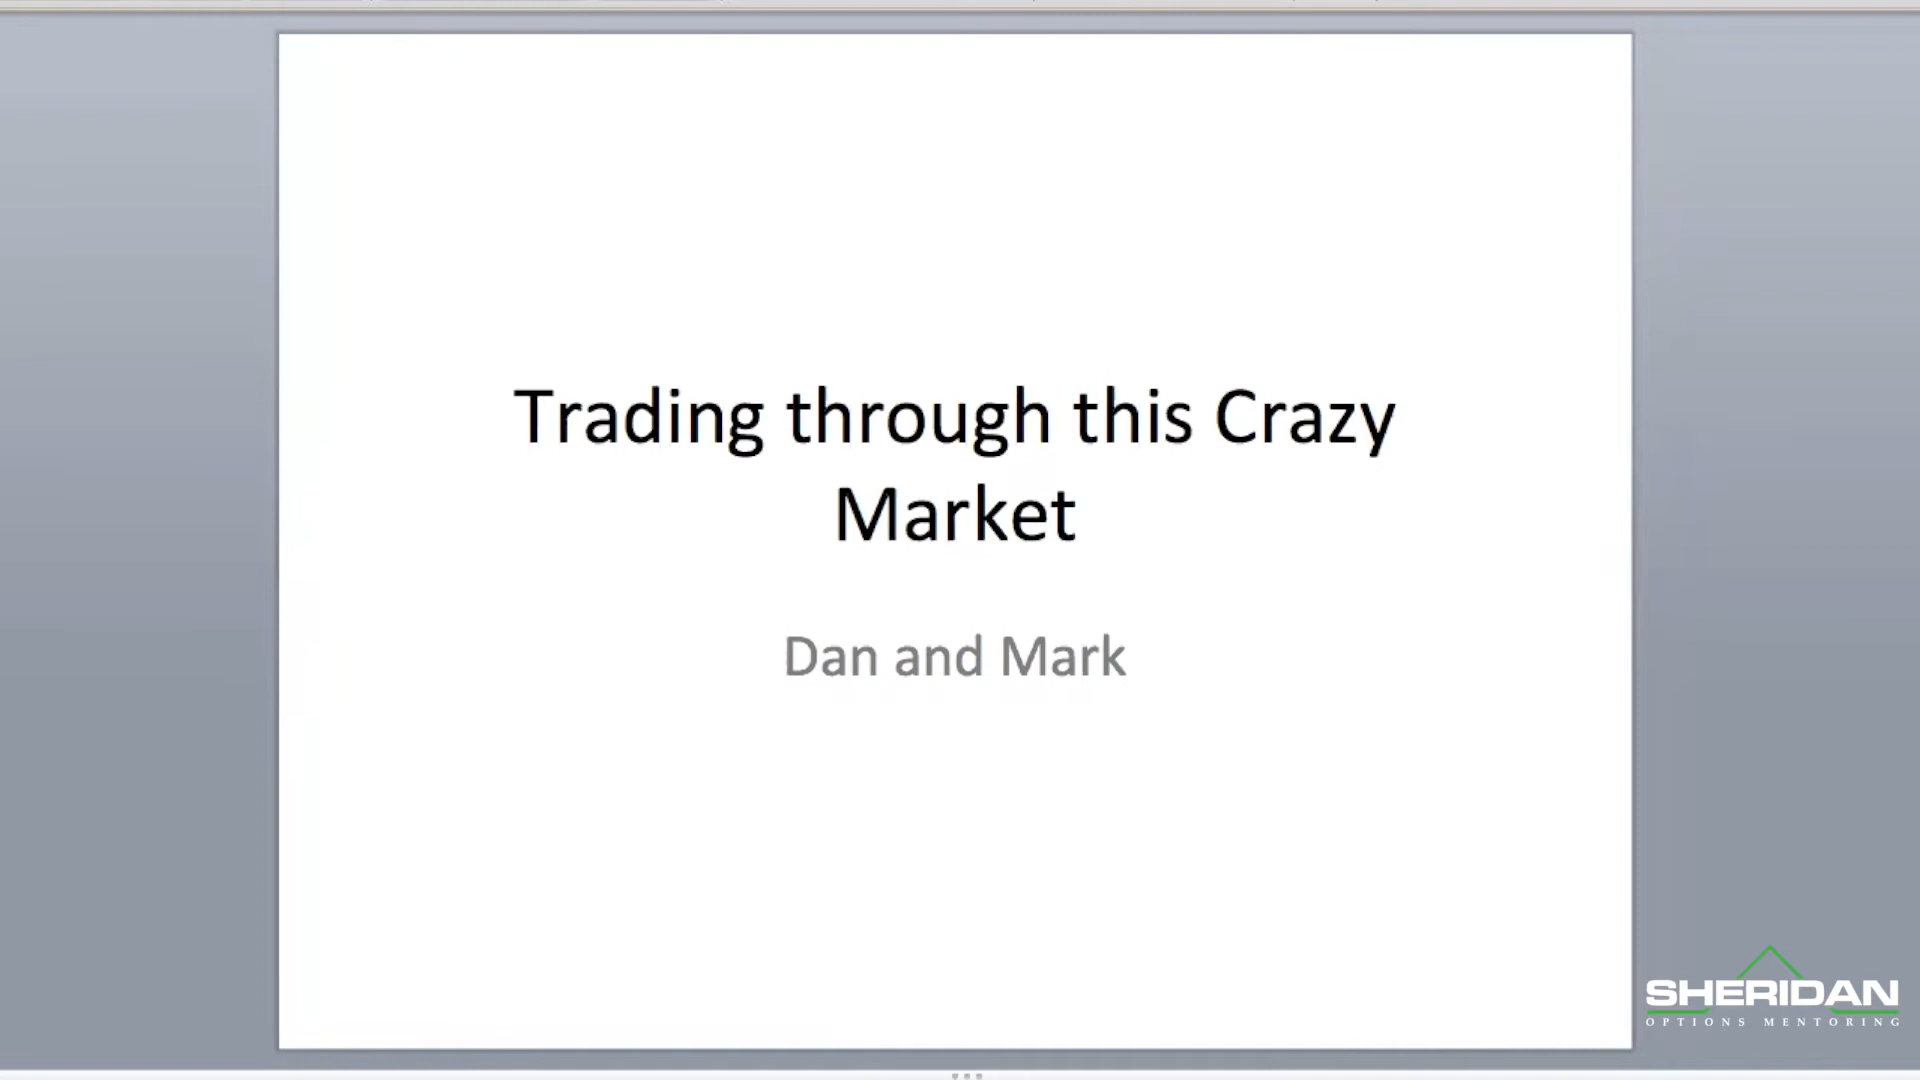 Trading through this Crazy
Market
Dan and Mark
SHERIDAN
OPTIONS MENTORING